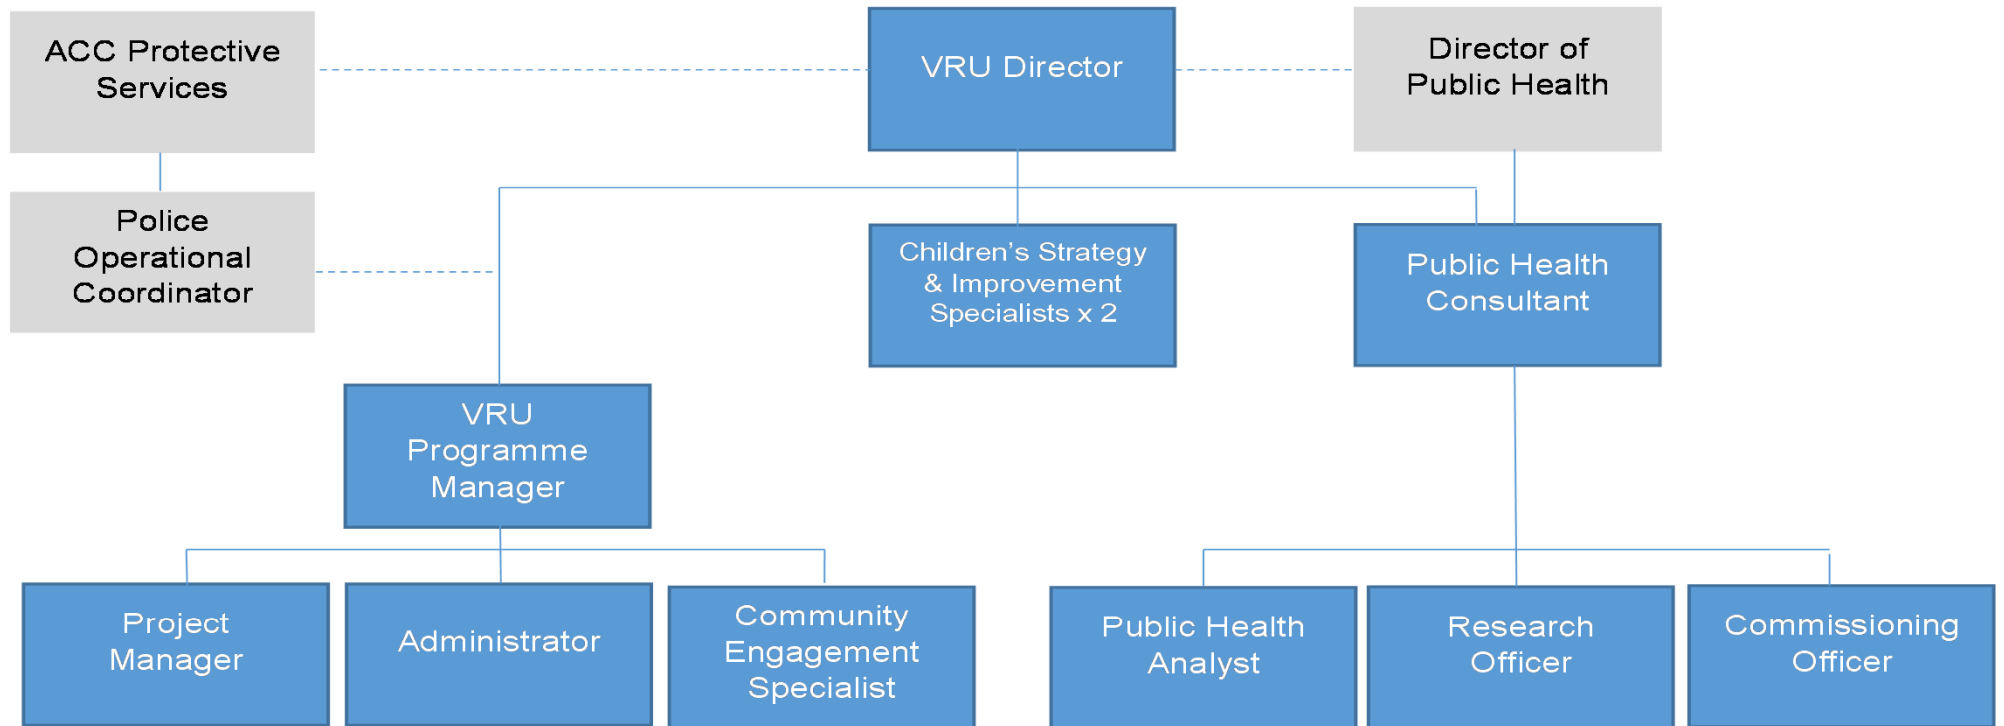 ACC Protective
Services
VRU Director
Director of
Public Health
Police
Operational
Coordinator
Children’s Strategy
& Improvement
Specialists x 2
Public Health
Consultant
VRU
Programme
Manager
Project
Manager
Administrator
Community
Engagement
Specialist
Public Health
Analyst
Research
Officer
Commissioning
Officer